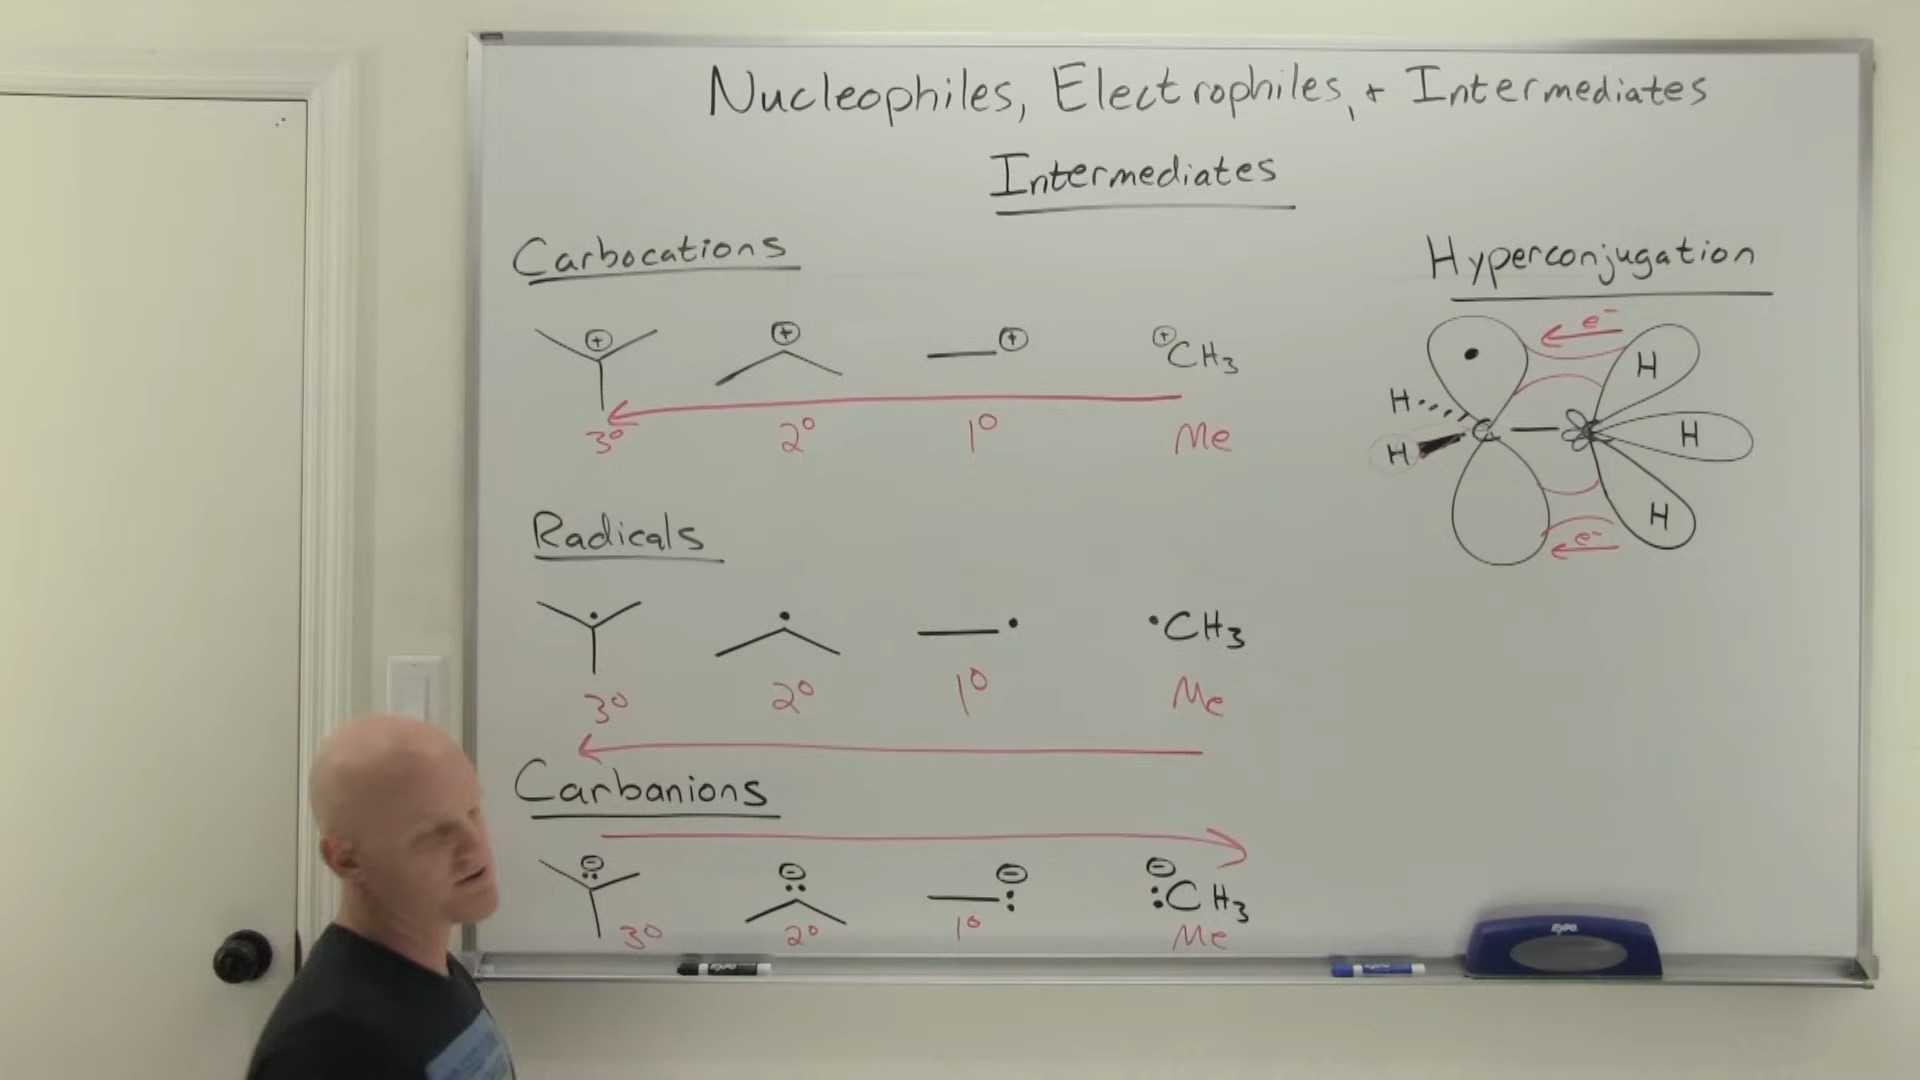 Nucleophiles, Electrophiles, + Intermediates
Intermediates
Carbocations
⊕ ⊕ ⊕ ⊕CH₃
3° 2° 1° Me
Radicals
• • • •CH₃
3° 2° 1° Me
Carbanions
⊖: ⊖: ⊖: ⊖:CH₃
3° 2° 1° Me
Hyperconjugation
e⁻
H
H C H
H
H
e⁻
EXPO